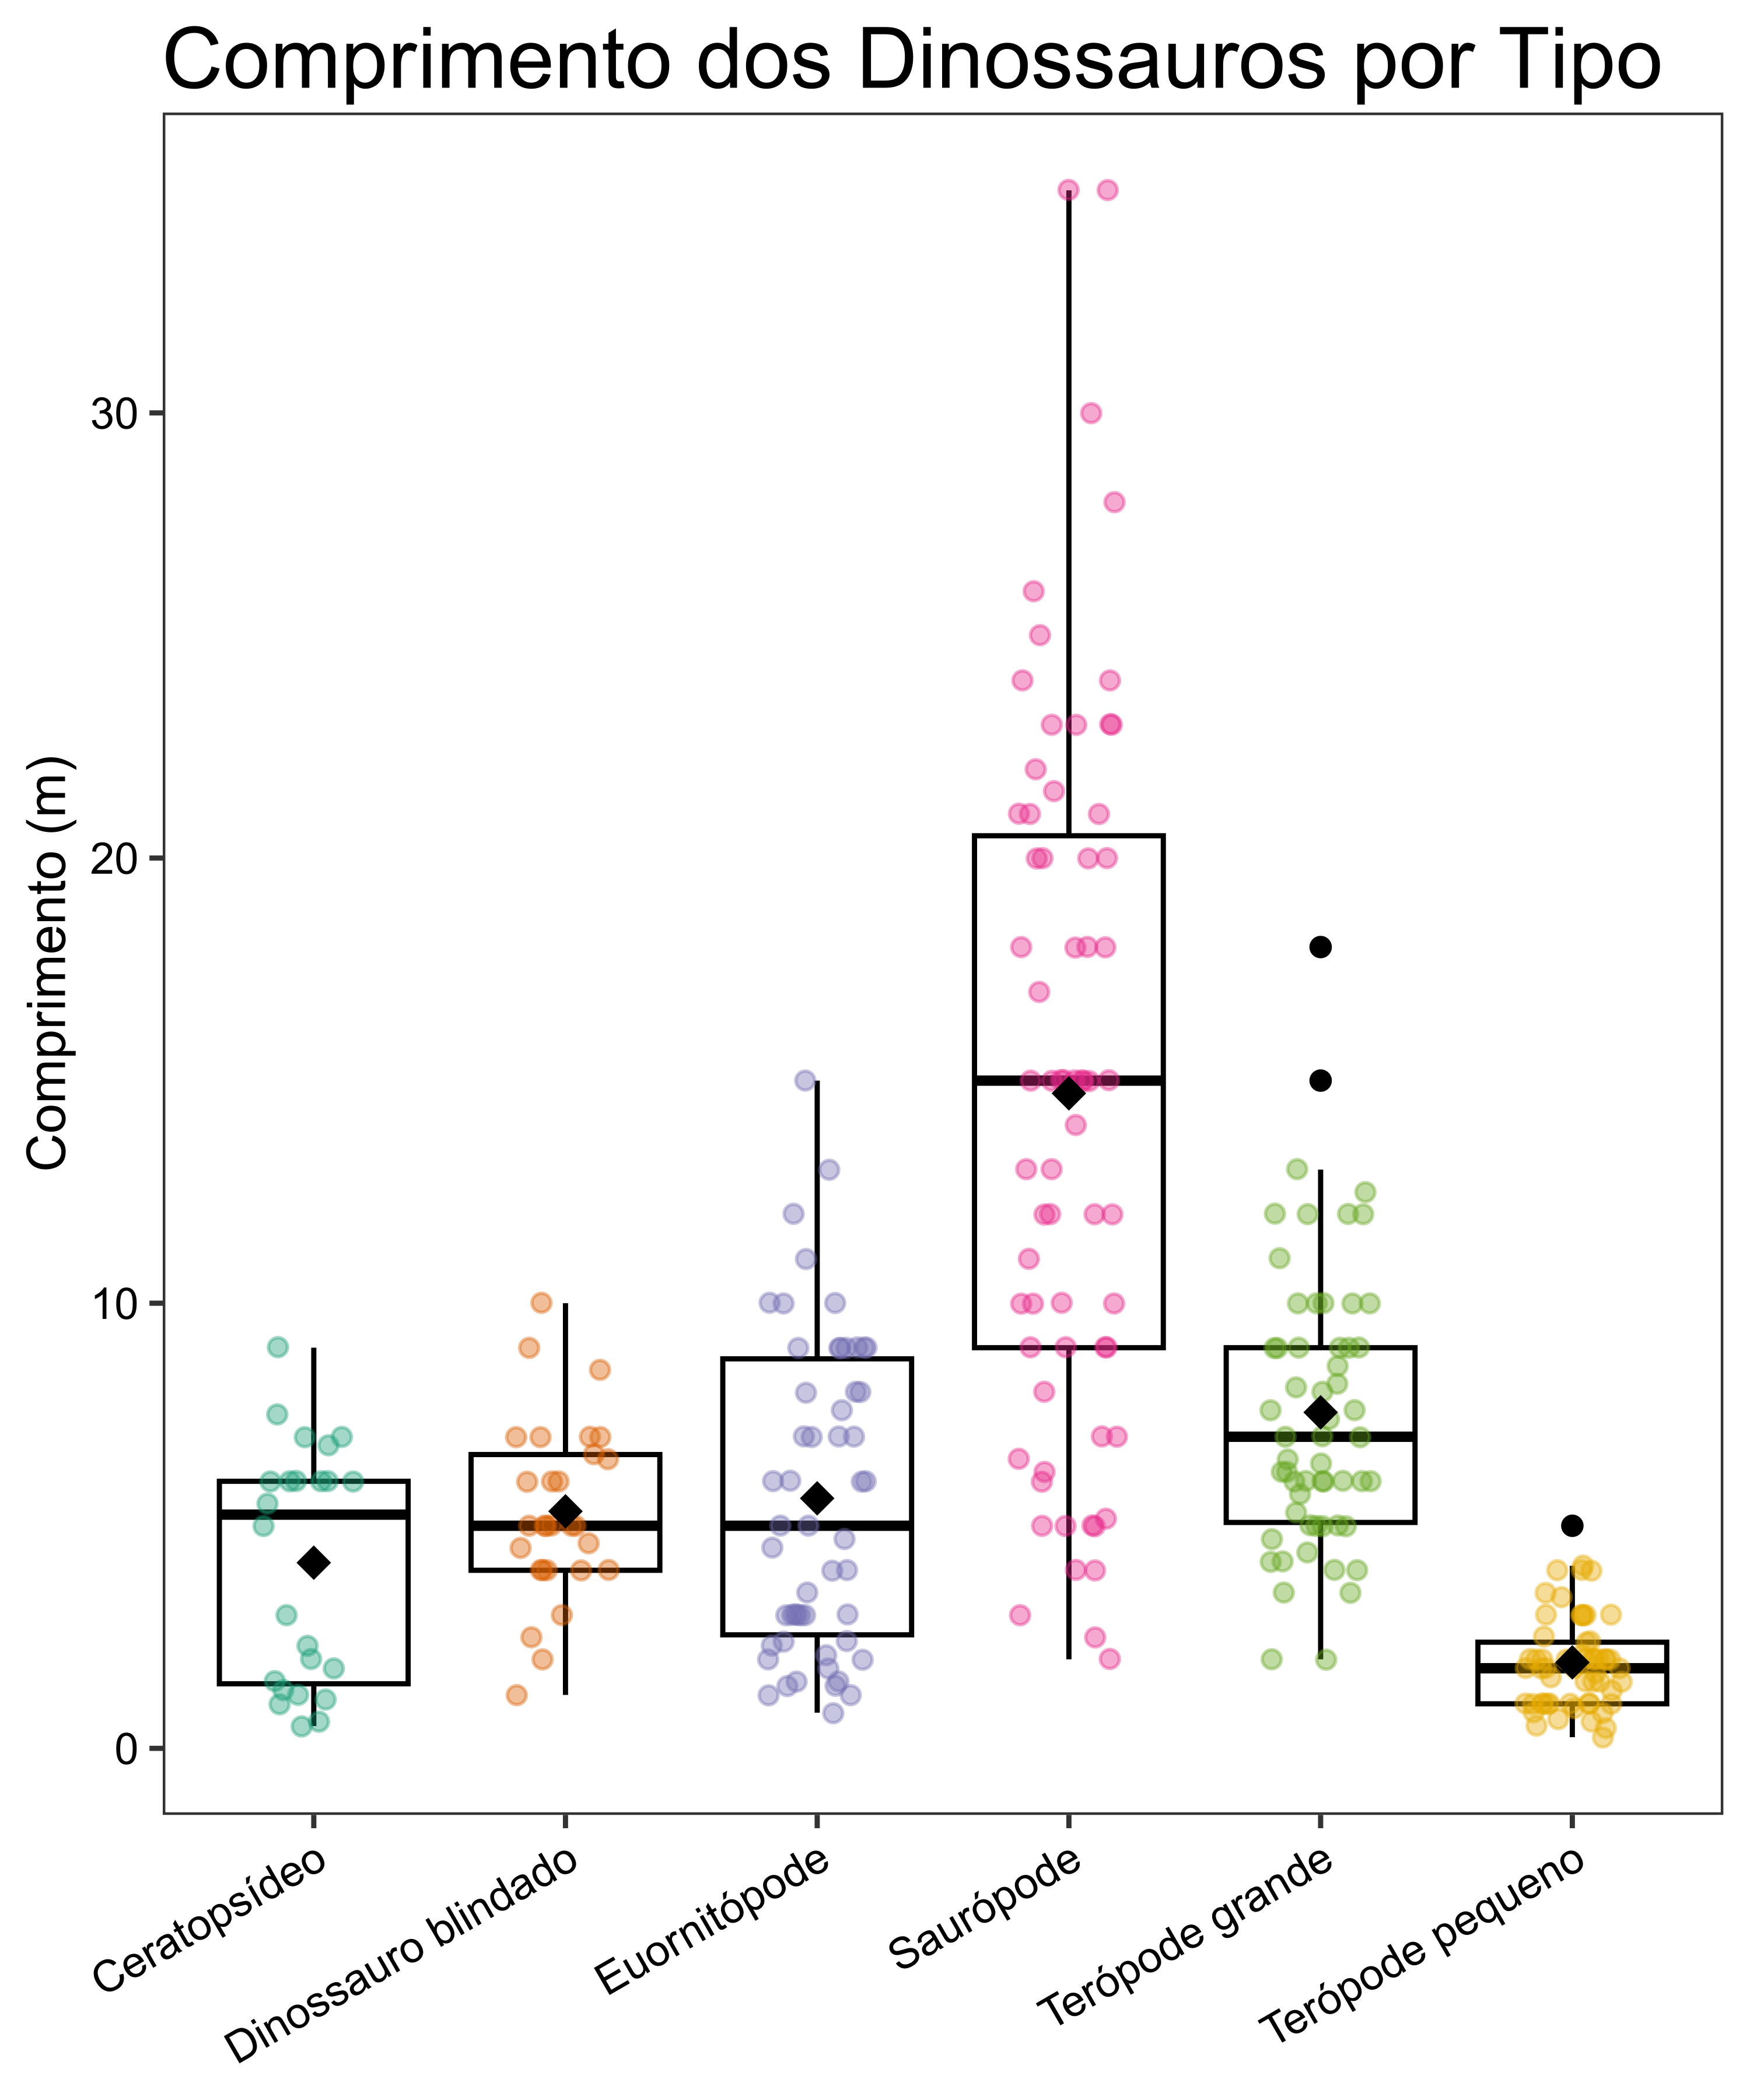 Comprimento dos Dinossauros por Tipo
Comprimento (m)
30
20
10
0
Ceratopsídeo
Dinossauro blindado
Euornitópode
Saurópode
Terópode grande
Terópode pequeno